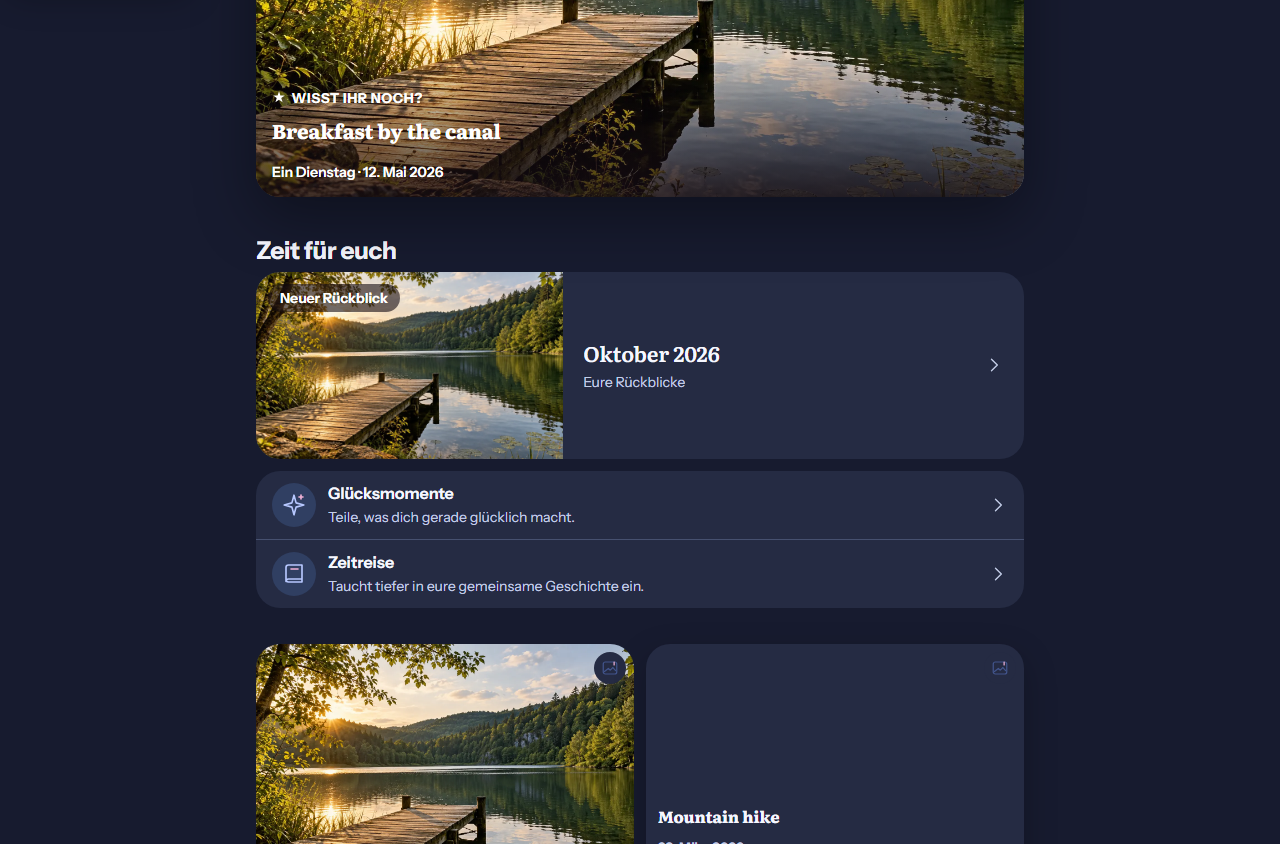 ★ WISST IHR NOCH?
Breakfast by the canal
Ein Dienstag · 12. Mai 2026
Zeit für euch
Neuer Rückblick
Oktober 2026
Eure Rückblicke
Glücksmomente
Teile, was dich gerade glücklich macht.
Zeitreise
Taucht tiefer in eure gemeinsame Geschichte ein.
Mountain hike